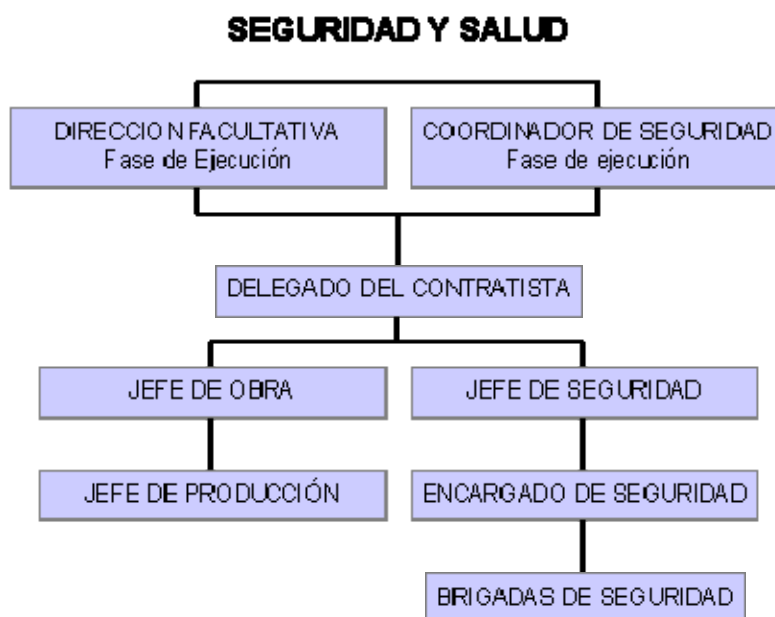 SEGURIDAD Y SALUD
DIRECCION FACULTATIVA
Fase de Ejecución
COORDINADOR DE SEGURIDAD
Fase de ejecución
DELEGADO DEL CONTRATISTA
JEFE DE OBRA
JEFE DE SEGURIDAD
JEFE DE PRODUCCIÓN
ENCARGADO DE SEGURIDAD
BRIGADAS DE SEGURIDAD